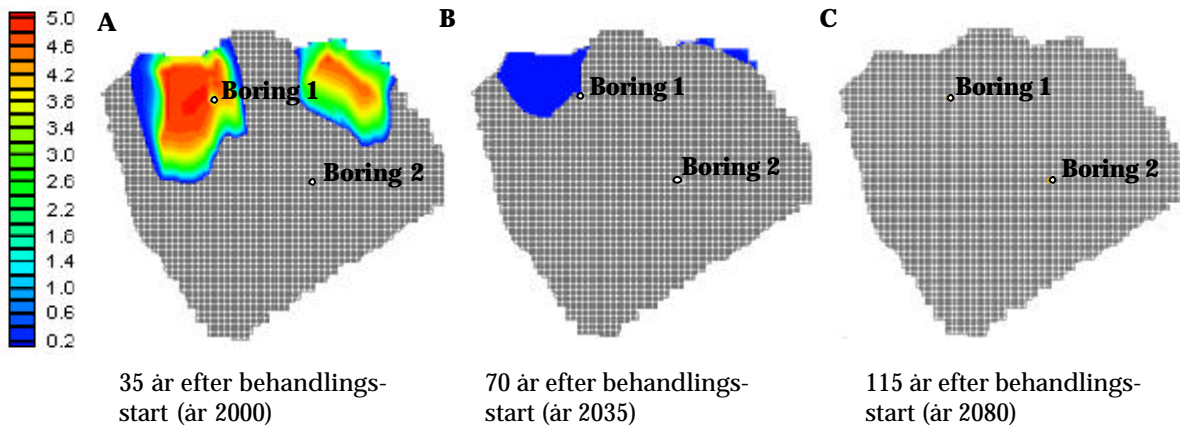 5.0
4.6
4.2
3.8
3.4
3.0
2.6
2.2
1.8
1.4
1.0
0.6
0.2
A
Boring 1
Boring 2
35 år efter behandlings-
start (år 2000)
B
Boring 1
Boring 2
70 år efter behandlings-
start (år 2035)
C
Boring 1
Boring 2
115 år efter behandlings-
start (år 2080)